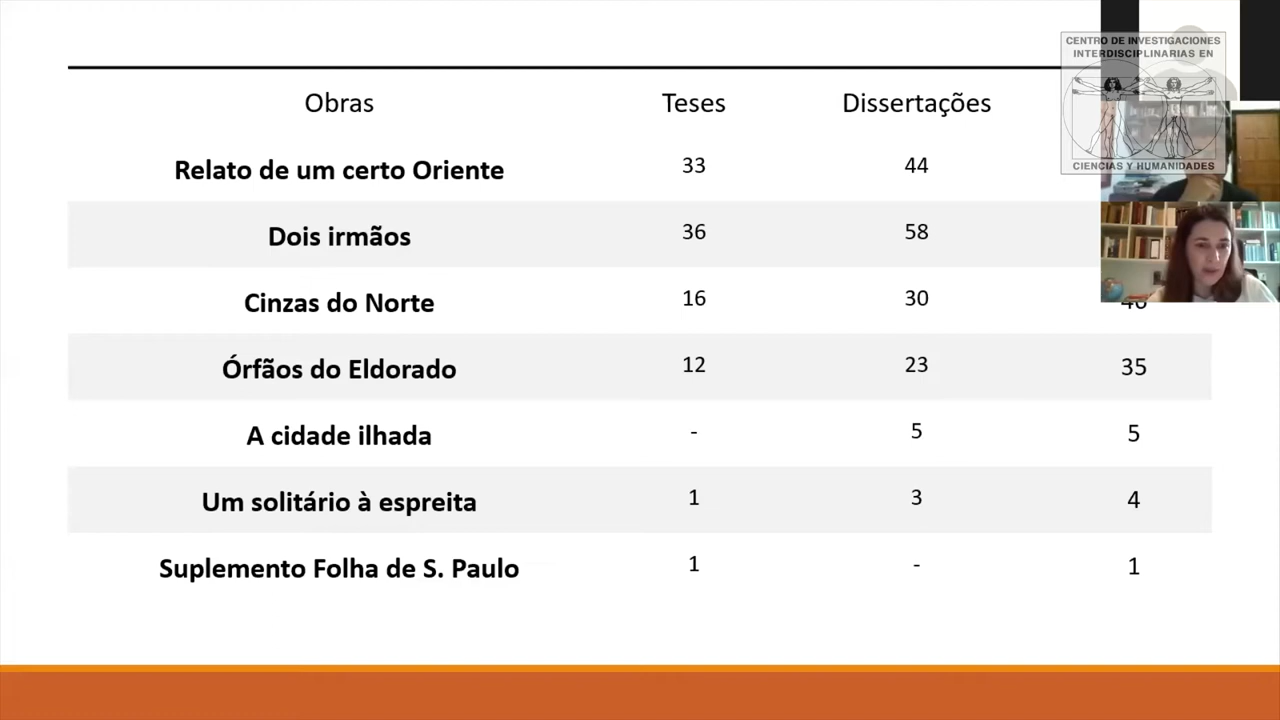 CENTRO DE INVESTIGACIONES
INTERDISCIPLINARIAS EN
CIENCIAS Y HUMANIDADES
Obras Teses Dissertações
Relato de um certo Oriente 33 44
Dois irmãos 36 58
Cinzas do Norte 16 30
Órfãos do Eldorado 12 23 35
A cidade ilhada - 5 5
Um solitário à espreita 1 3 4
Suplemento Folha de S. Paulo 1 - 1